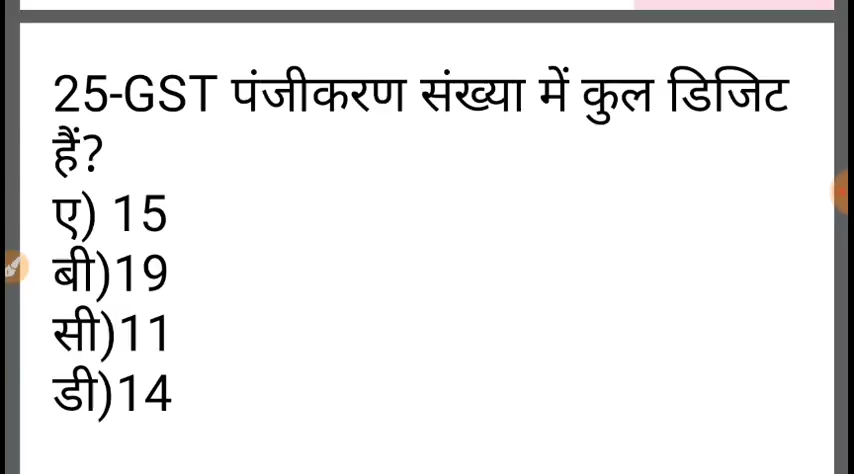 25-GST पंजीकरण संख्या में कुल डिजिट
हैं?
ए) 15
बी)19
सी)11
डी)14